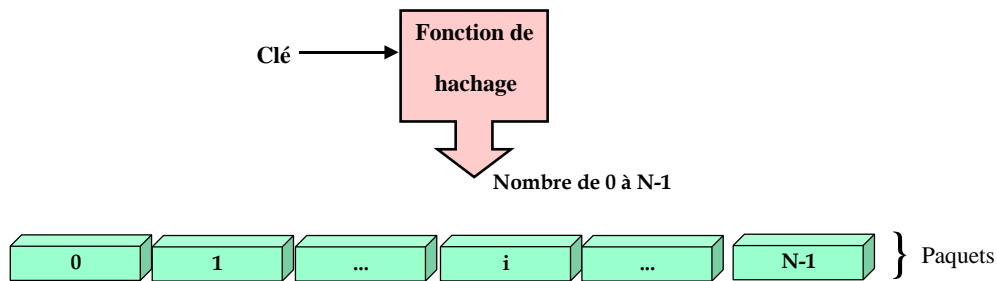 Fonction de
hachage
Clé
Nombre de 0 à N-1
0 1 ... i ... N-1
} Paquets